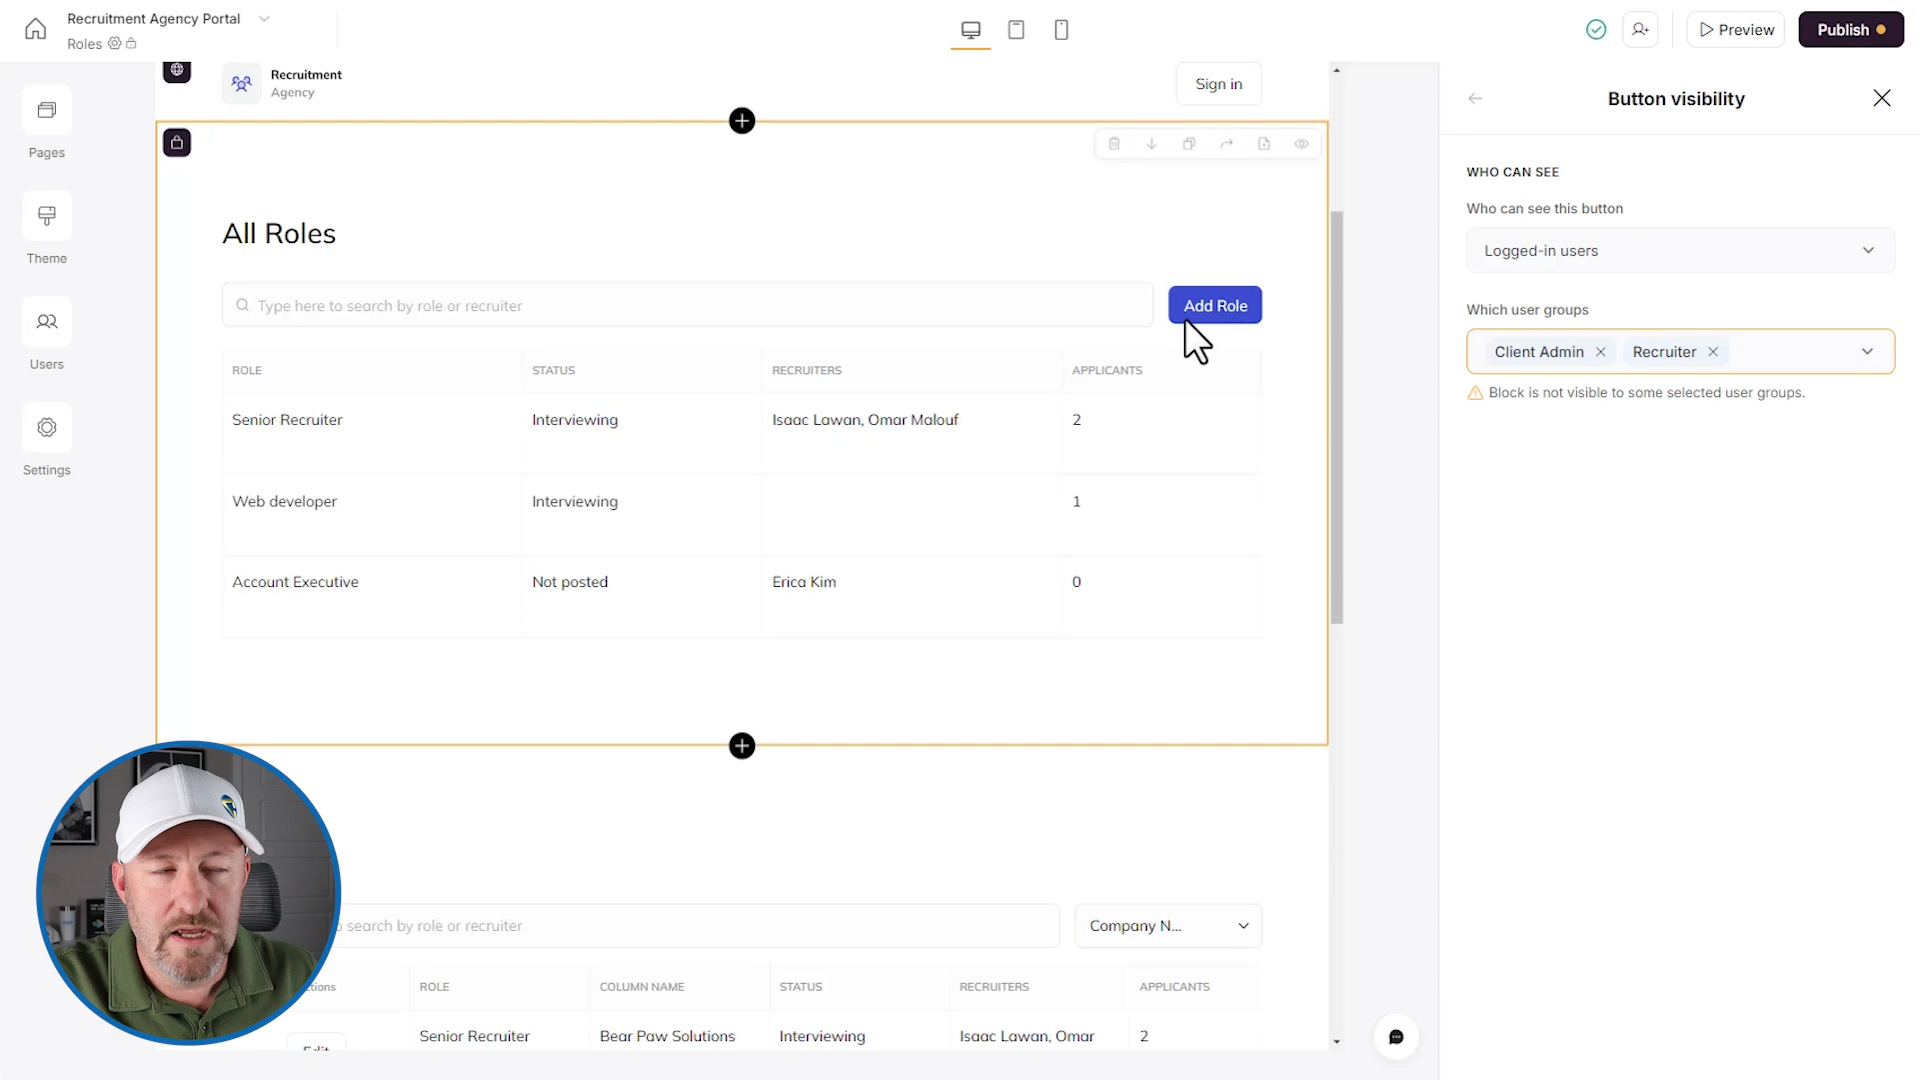 Recruitment Agency Portal
Roles
Preview
Publish
Pages
Theme
Users
Settings
Recruitment
Agency
Sign in
All Roles
Type here to search by role or recruiter
Add Role
ROLE STATUS RECRUITERS APPLICANTS
Senior Recruiter Interviewing Isaac Lawan, Omar Malouf 2
Web developer Interviewing 1
Account Executive Not posted Erica Kim 0
search by role or recruiter
Company N...
ROLE COLUMN NAME STATUS RECRUITERS APPLICANTS
Edit Senior Recruiter Bear Paw Solutions Interviewing Isaac Lawan, Omar 2
Button visibility
WHO CAN SEE
Who can see this button
Logged-in users
Which user groups
Client Admin Recruiter
Block is not visible to some selected user groups.